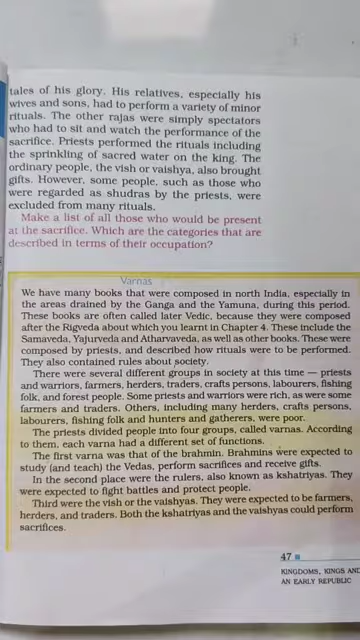 tales of his glory. His relatives, especially his
wives and sons, had to perform a variety of minor
rituals. The other rajas were simply spectators
who had to sit and watch the performance of the
sacrifice. Priests performed the rituals including
the sprinkling of sacred water on the king. The
ordinary people, the vish or vaishya, also brought
gifts. However, some people, such as those who
were regarded as shudras by the priests, were
excluded from many rituals.
Make a list of all those who would be present
at the sacrifice. Which are the categories that are
described in terms of their occupation?
Varnas
We have many books that were composed in north India, especially in
the areas drained by the Ganga and the Yamuna, during this period.
These books are often called later Vedic, because they were composed
after the Rigveda about which you learnt in Chapter 4. These include the
Samaveda, Yajurveda and Atharvaveda, as well as other books. These were
composed by priests, and described how rituals were to be performed.
They also contained rules about society.
There were several different groups in society at this time — priests
and warriors, farmers, herders, traders, crafts persons, labourers, fishing
folk, and forest people. Some priests and warriors were rich, as were some
farmers and traders. Others, including many herders, crafts persons,
labourers, fishing folk and hunters and gatherers, were poor.
The priests divided people into four groups, called varnas. According
to them, each varna had a different set of functions.
The first varna was that of the brahmin. Brahmins were expected to
study (and teach) the Vedas, perform sacrifices and receive gifts.
In the second place were the rulers, also known as kshatriyas. They
were expected to fight battles and protect people.
Third were the vish or the vaishyas. They were expected to be farmers,
herders, and traders. Both the kshatriyas and the vaishyas could perform
sacrifices.
47
KINGDOMS, KINGS AND
AN EARLY REPUBLIC